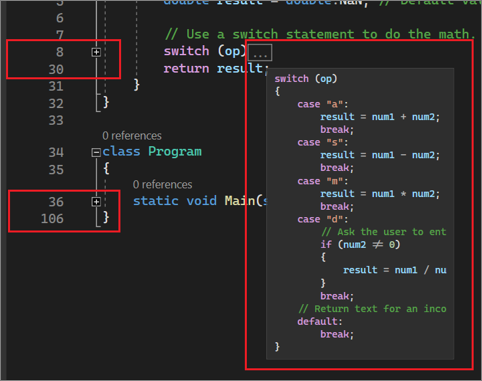 5 double result = double.NaN; // Default val
6
7 // Use a switch statement to do the math.
8 switch (op)...
30 return result;
31 }
32 }
33
0 references
34 class Program
35 {
0 references
36 static void Main(s
106 }
switch (op)
{
case "a":
result = num1 + num2;
break;
case "s":
result = num1 − num2;
break;
case "m":
result = num1 * num2;
break;
case "d":
// Ask the user to ent
if (num2 ≠ 0)
{
result = num1 / nu
}
break;
// Return text for an inco
default:
break;
}